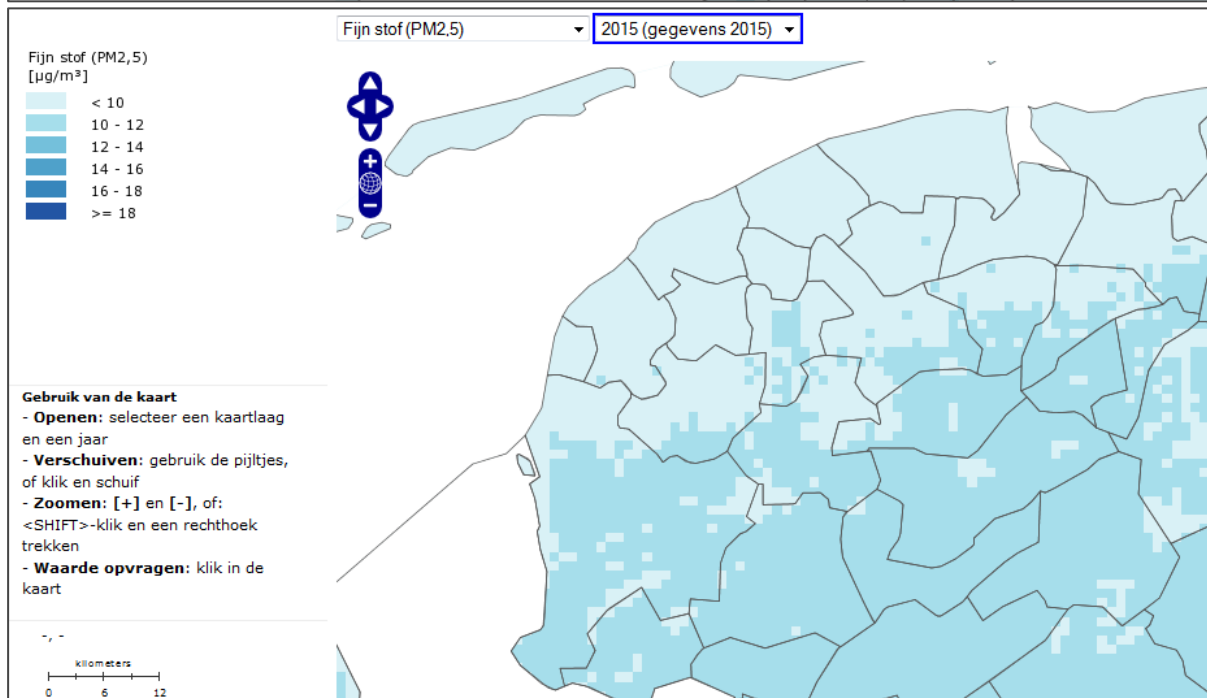 Fijn stof (PM2,5)
2015 (gegevens 2015)
Fijn stof (PM2,5)
[µg/m³]
< 10
10 - 12
12 - 14
14 - 16
16 - 18
>= 18
Gebruik van de kaart
- Openen: selecteer een kaartlaag
en een jaar
- Verschuiven: gebruik de pijltjes,
of klik en schuif
- Zoomen: [+] en [-], of:
<SHIFT>-klik en een rechthoek
trekken
- Waarde opvragen: klik in de
kaart
-, -
kilometers
0 6 12